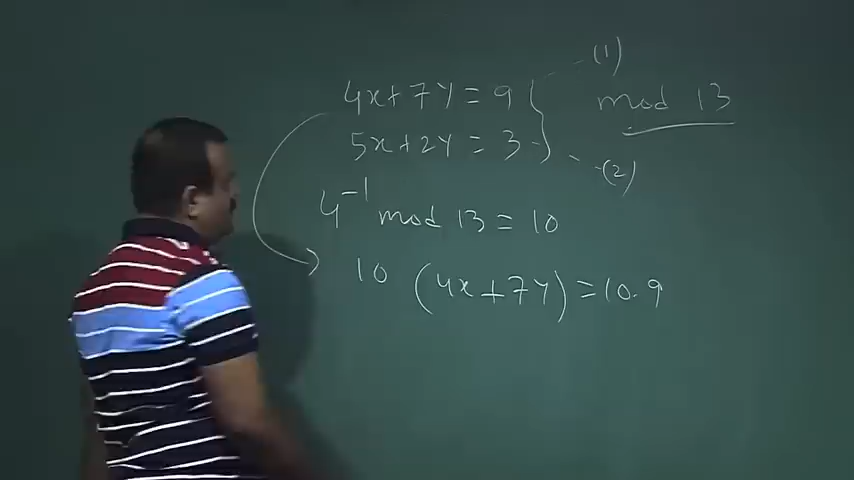 4x+7y=9 } --(1)
mod 13
5x+2y=3 } --(2)
4⁻¹ mod 13=10
10 (4x+7y)=10.9